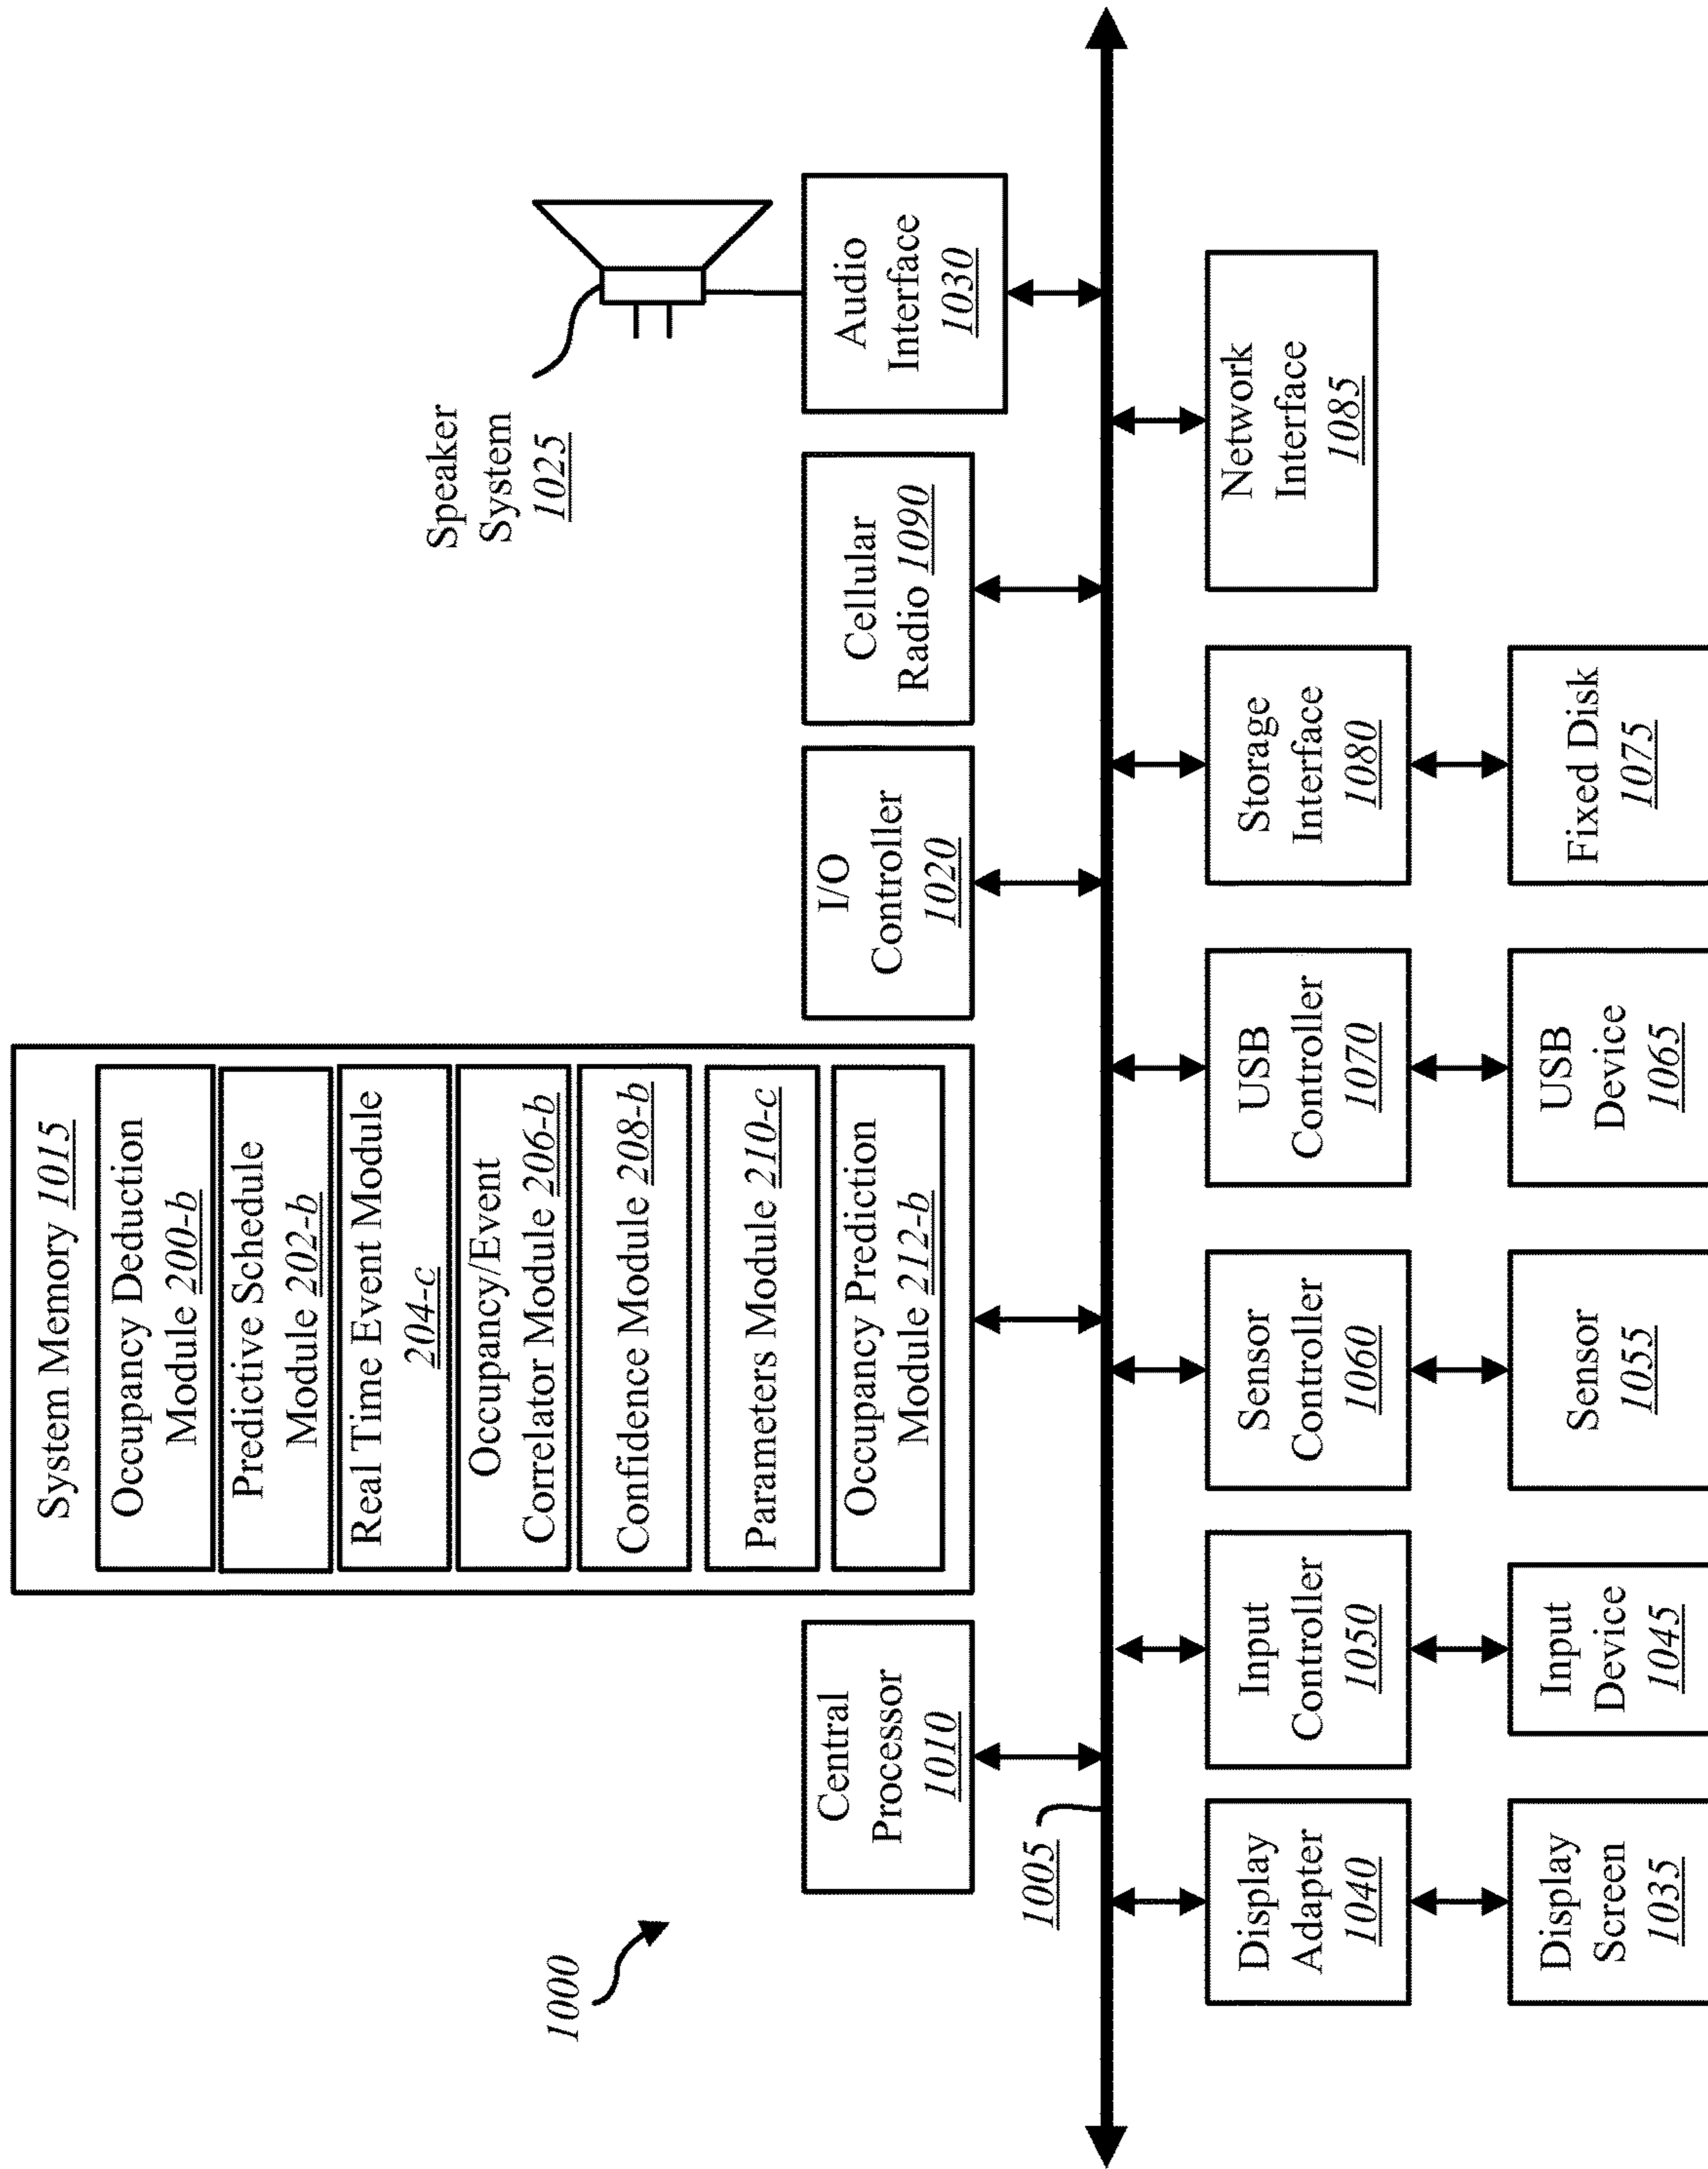 1000
Central
Processor
1010
System Memory 1015
Occupancy Deduction
Module 200-b
Predictive Schedule
Module 202-b
Real Time Event Module
204-c
Occupancy/Event
Correlator Module 206-b
Confidence Module 208-b
Parameters Module 210-c
Occupancy Prediction
Module 212-b
I/O
Controller
1020
Cellular
Radio 1090
Speaker
System
1025
Audio
Interface
1030
1005
Display
Adapter
1040
Input
Controller
1050
Sensor
Controller
1060
USB
Controller
1070
Storage
Interface
1080
Network
Interface
1085
Display
Screen
1035
Input
Device
1045
Sensor
1055
USB
Device
1065
Fixed Disk
1075